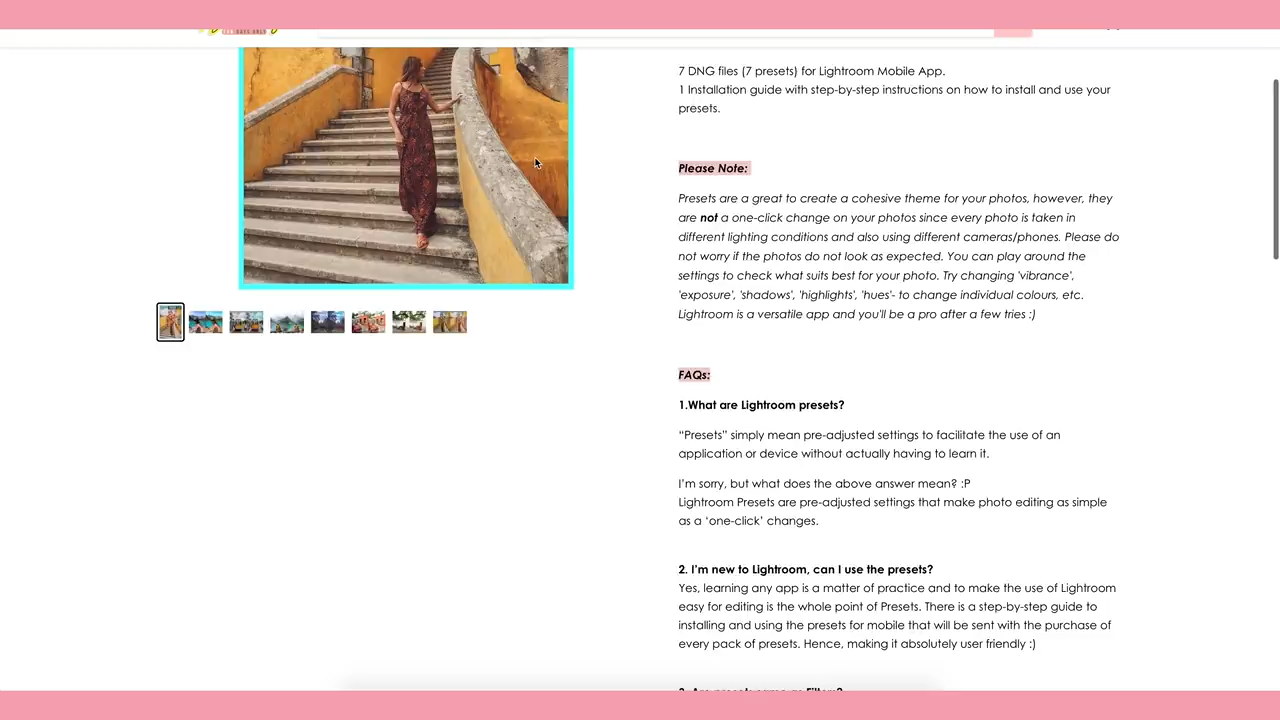 7 DNG files (7 presets) for Lightroom Mobile App.
1 Installation guide with step-by-step instructions on how to install and use your
presets.
Please Note:
Presets are a great to create a cohesive theme for your photos, however, they
are not a one-click change on your photos since every photo is taken in
different lighting conditions and also using different cameras/phones. Please do
not worry if the photos do not look as expected. You can play around the
settings to check what suits best for your photo. Try changing 'vibrance',
'exposure', 'shadows', 'highlights', 'hues'- to change individual colours, etc.
Lightroom is a versatile app and you'll be a pro after a few tries :)
FAQs:
1.What are Lightroom presets?
“Presets” simply mean pre-adjusted settings to facilitate the use of an
application or device without actually having to learn it.
I’m sorry, but what does the above answer mean? :P
Lightroom Presets are pre-adjusted settings that make photo editing as simple
as a ‘one-click’ changes.
2. I’m new to Lightroom, can I use the presets?
Yes, learning any app is a matter of practice and to make the use of Lightroom
easy for editing is the whole point of Presets. There is a step-by-step guide to
installing and using the presets for mobile that will be sent with the purchase of
every pack of presets. Hence, making it absolutely user friendly :)